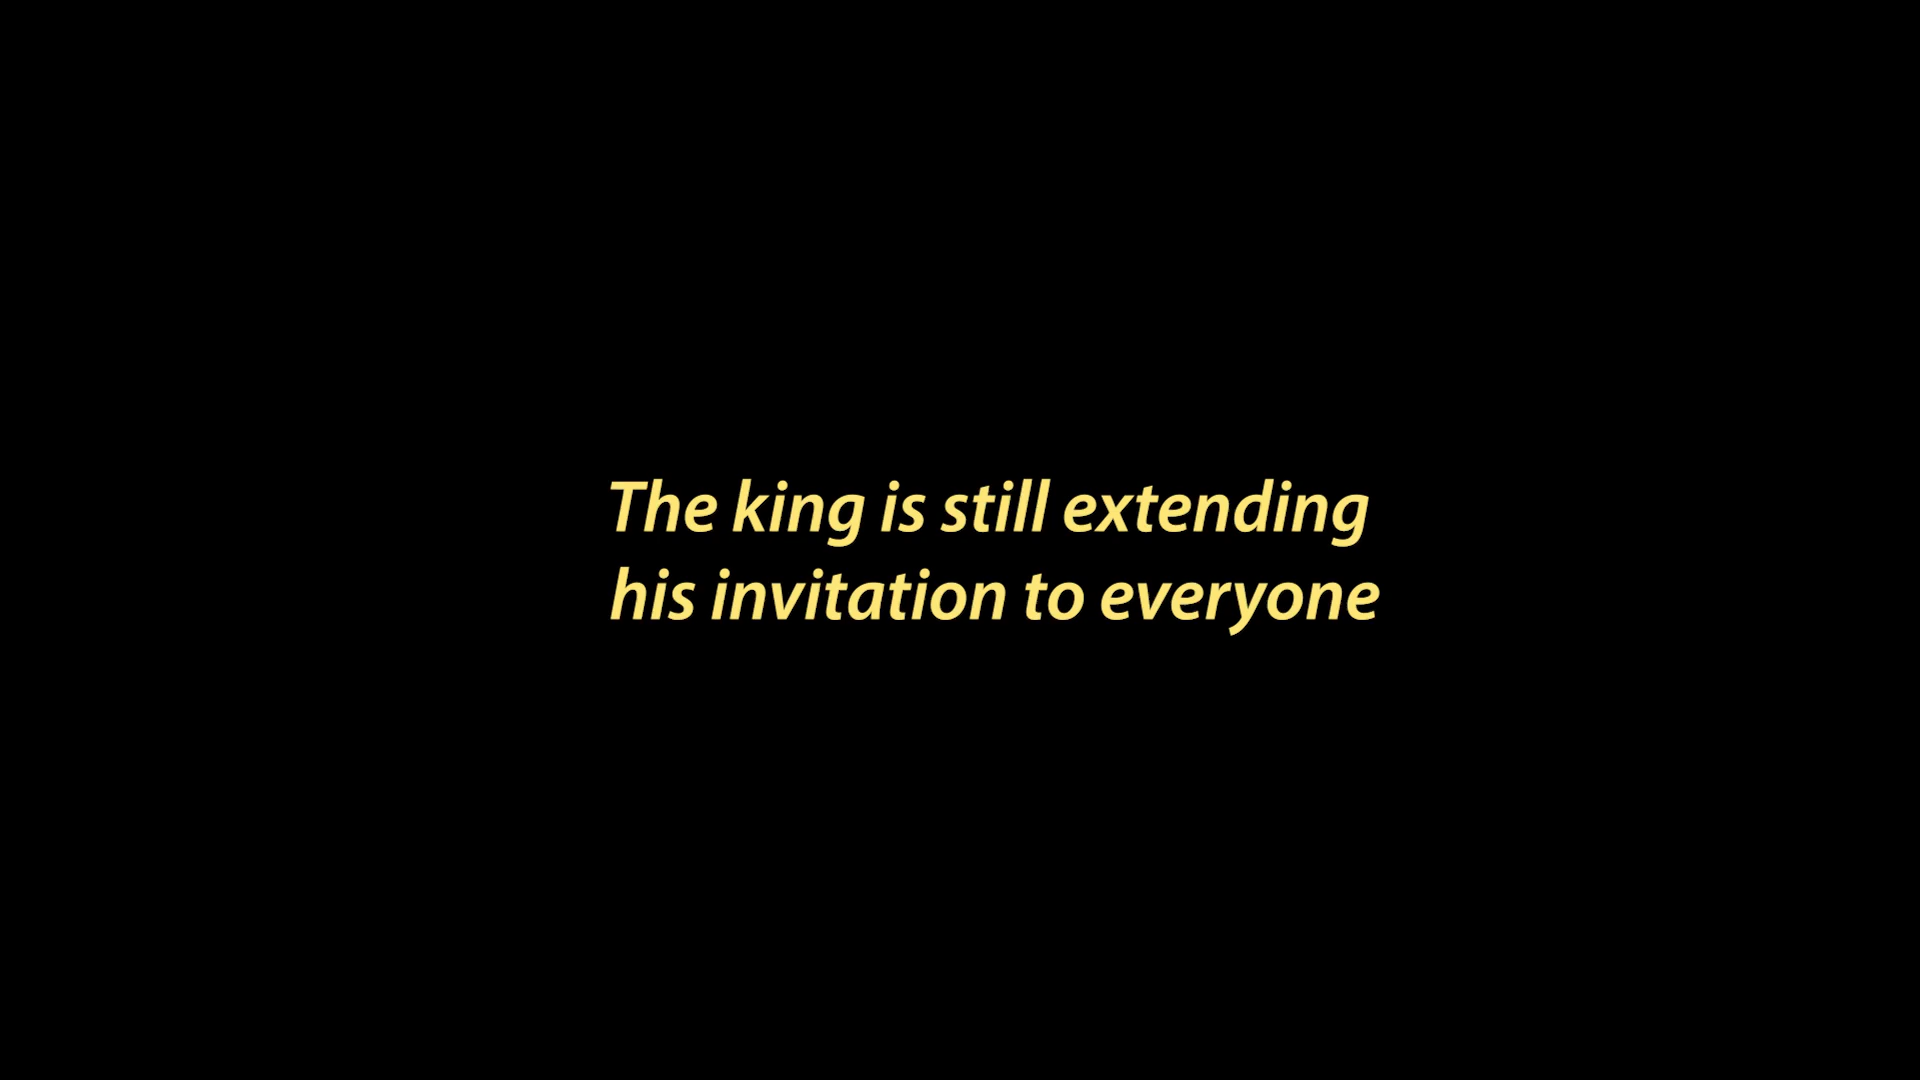 The king is still extending
his invitation to everyone